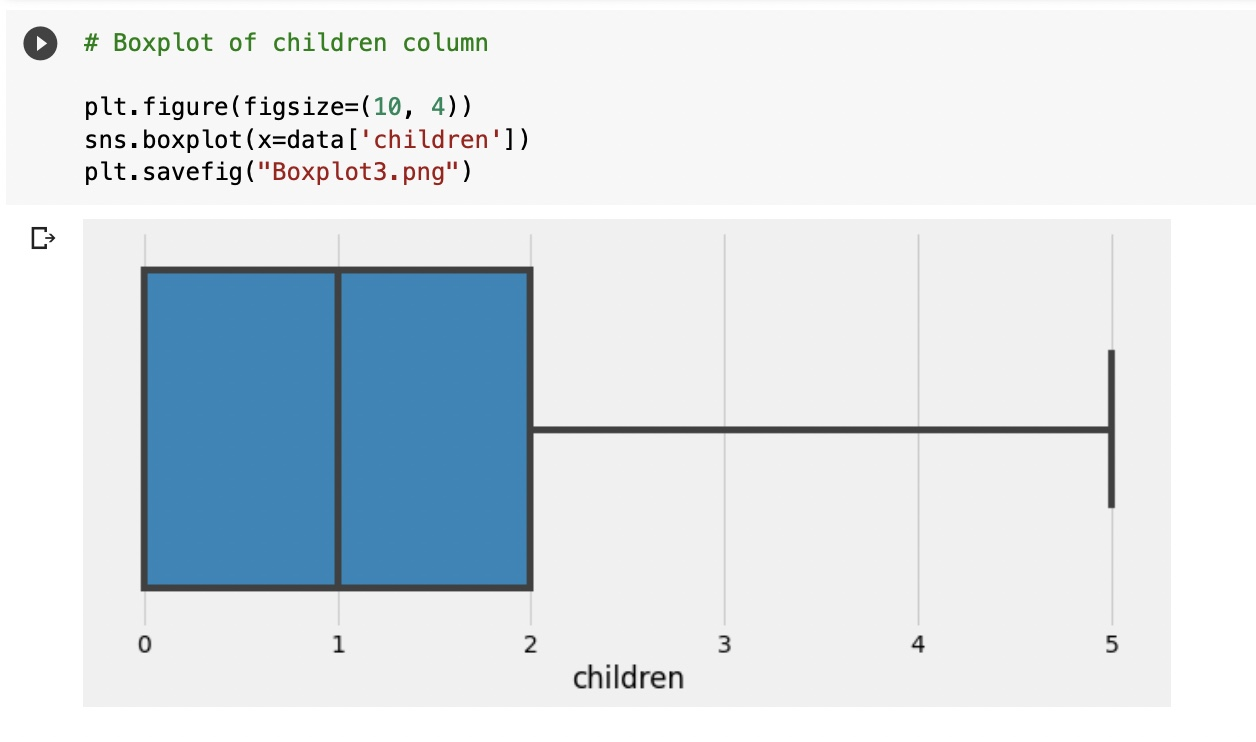 # Boxplot of children column
plt.figure(figsize=(10, 4))
sns.boxplot(x=data['children'])
plt.savefig("Boxplot3.png")
0 1 2 3 4 5
children